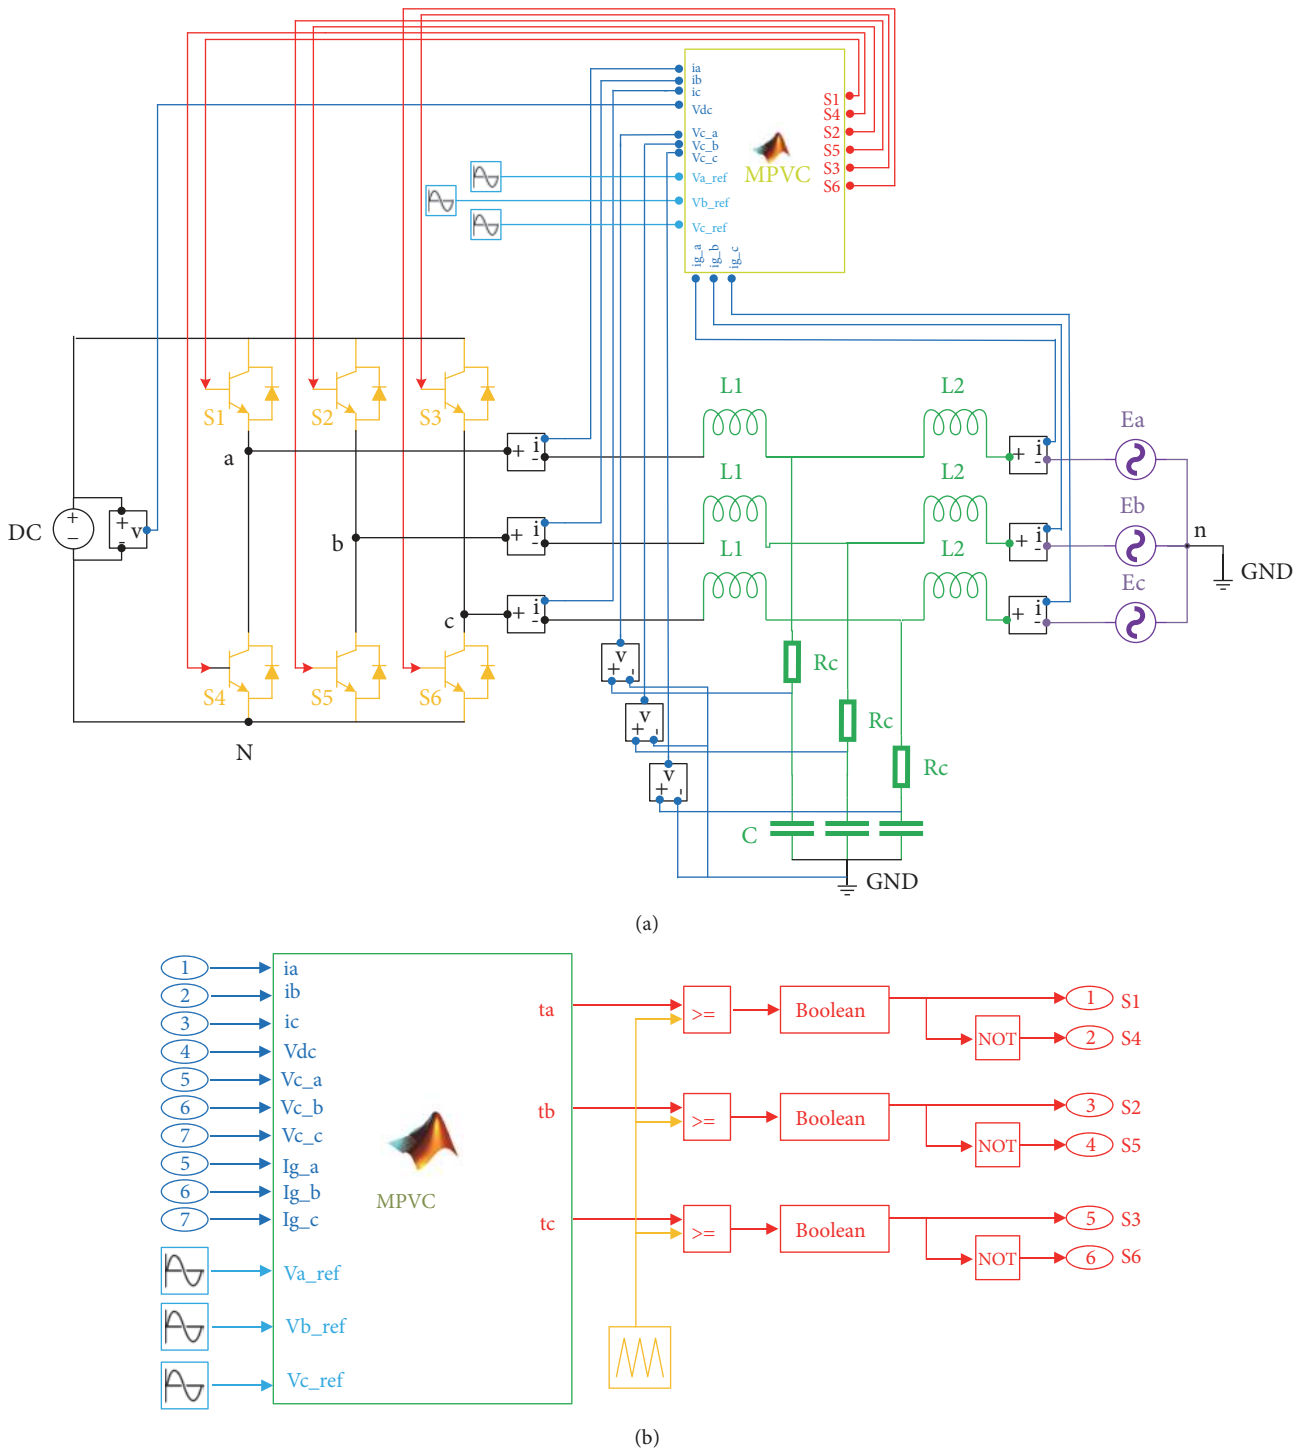 ia
ib
ic
Vdc
Vc_a
Vc_b
Vc_c
Va_ref
Vb_ref
Vc_ref
ig_a
ig_b
ig_c
MPVC
S1
S4
S2
S5
S3
S6
S1
S2
S3
a
b
c
DC
+
−
+
-
v
S4
S5
S6
N
+ i
-
+ i
-
+ i
-
L1
L2
L1
L2
L1
L2
+ i
-
+ i
-
+ i
-
Ea
Eb
Ec
n
GND
v
+ -
v
+ -
v
+ -
Rc
Rc
Rc
C
GND
(a)
1 ia
2 ib
3 ic
4 Vdc
5 Vc_a
6 Vc_b
7 Vc_c
5 Ig_a
6 Ig_b
7 Ig_c
Va_ref
Vb_ref
Vc_ref
MPVC
ta
tb
tc
>= Boolean 1 S1
NOT 2 S4
>= Boolean 3 S2
NOT 4 S5
>= Boolean 5 S3
NOT 6 S6
(b)